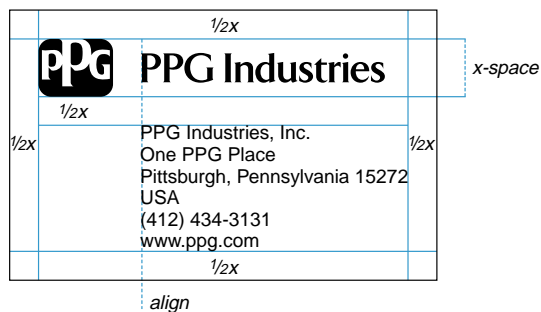 ½x
PPG PPG Industries
x-space
½x
½x
½x
PPG Industries, Inc.
One PPG Place
Pittsburgh, Pennsylvania 15272
USA
(412) 434-3131
www.ppg.com
½x
align